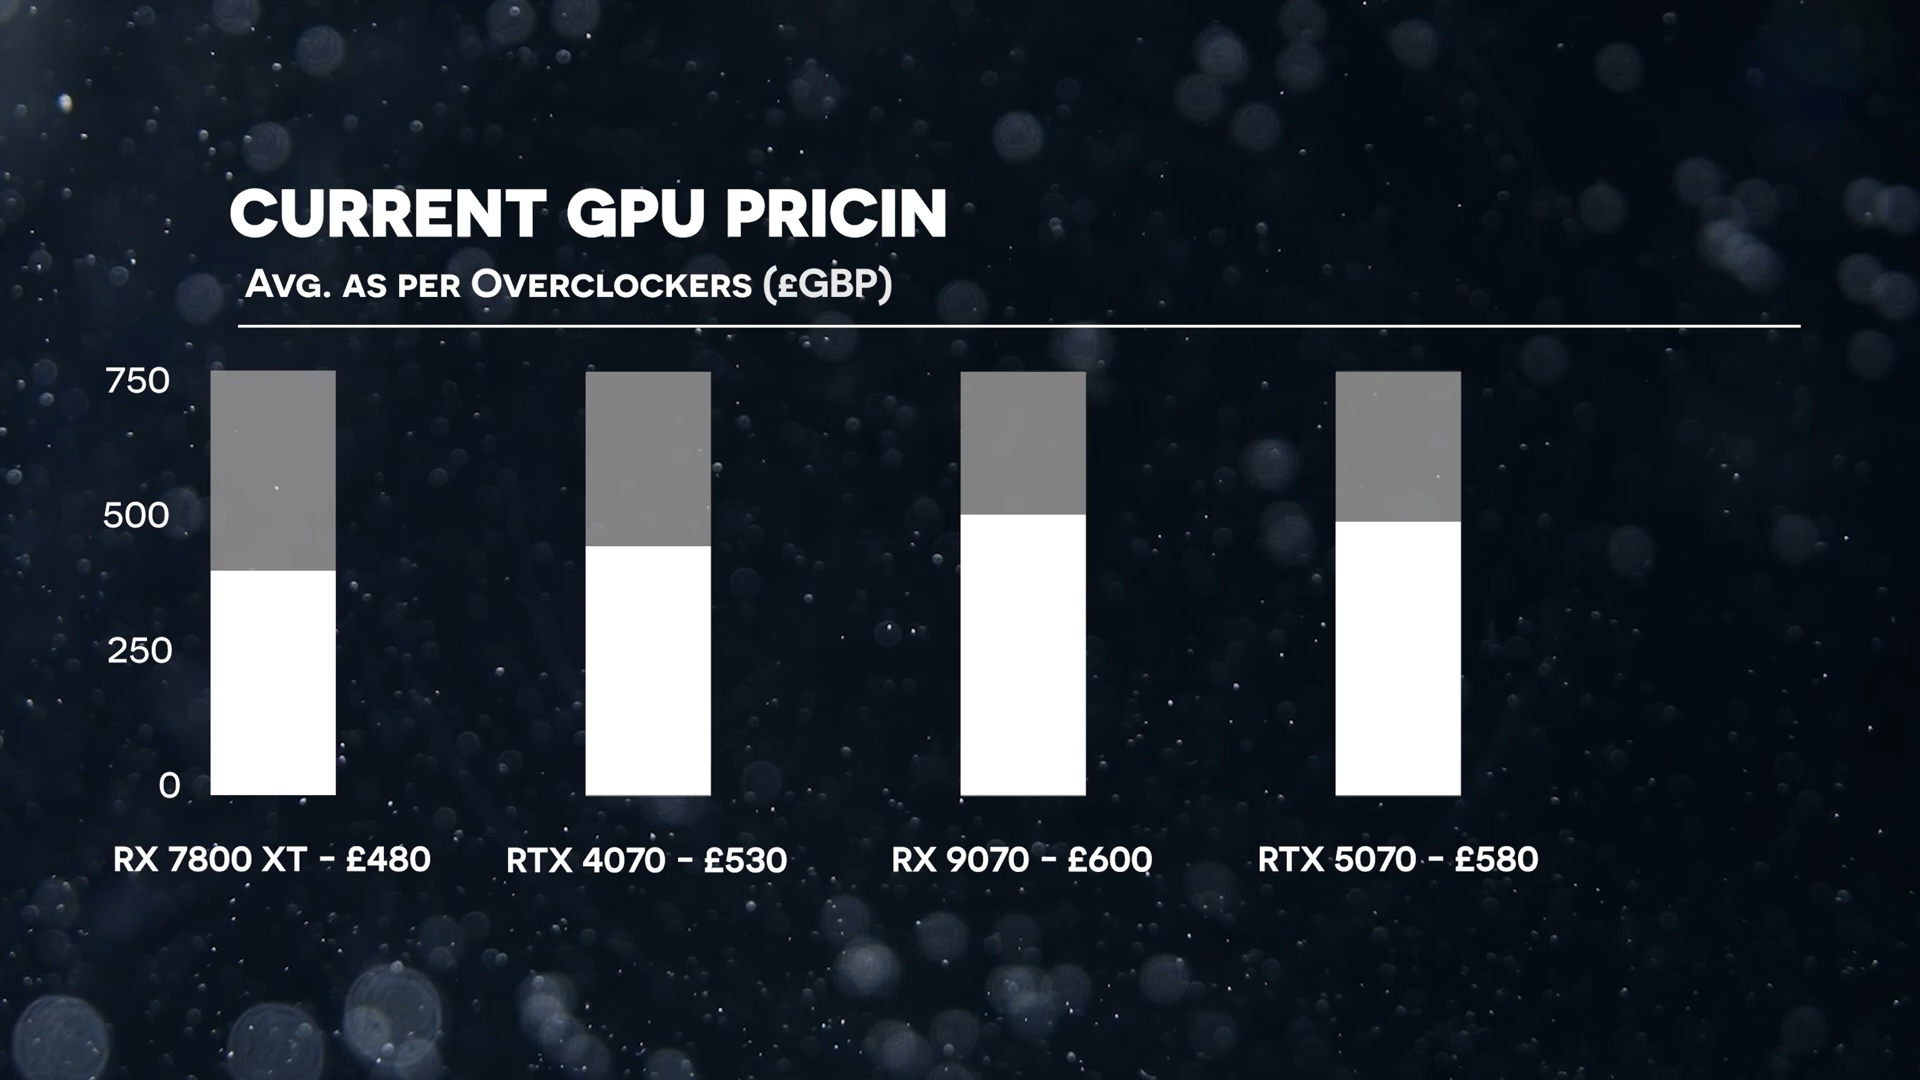 CURRENT GPU PRICIN
Avg. as per Overclockers (£GBP)
750
500
250
0
RX 7800 XT – £480
RTX 4070 – £530
RX 9070 – £600
RTX 5070 – £580